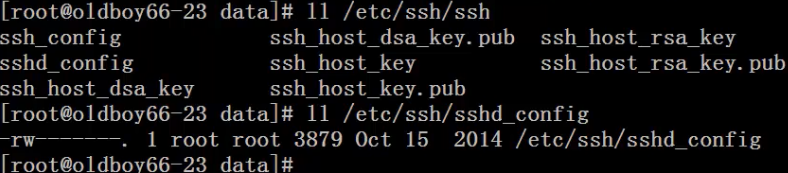 [root@oldboy66-23 data]# ll /etc/ssh/ssh
ssh_config ssh_host_dsa_key.pub ssh_host_rsa_key
sshd_config ssh_host_key ssh_host_rsa_key.pub
ssh_host_dsa_key ssh_host_key.pub
[root@oldboy66-23 data]# ll /etc/ssh/sshd_config
-rw-------. 1 root root 3879 Oct 15 2014 /etc/ssh/sshd_config
[root@oldboy66-23 data]#